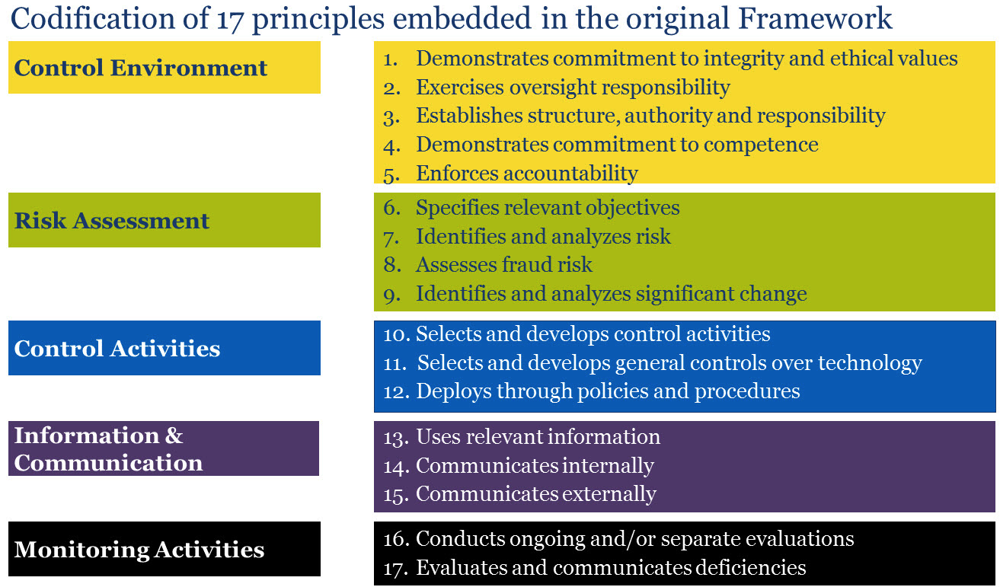 Codification of 17 principles embedded in the original Framework
Control Environment
1. Demonstrates commitment to integrity and ethical values
2. Exercises oversight responsibility
3. Establishes structure, authority and responsibility
4. Demonstrates commitment to competence
5. Enforces accountability
Risk Assessment
6. Specifies relevant objectives
7. Identifies and analyzes risk
8. Assesses fraud risk
9. Identifies and analyzes significant change
Control Activities
10. Selects and develops control activities
11. Selects and develops general controls over technology
12. Deploys through policies and procedures
Information &
Communication
13. Uses relevant information
14. Communicates internally
15. Communicates externally
Monitoring Activities
16. Conducts ongoing and/or separate evaluations
17. Evaluates and communicates deficiencies